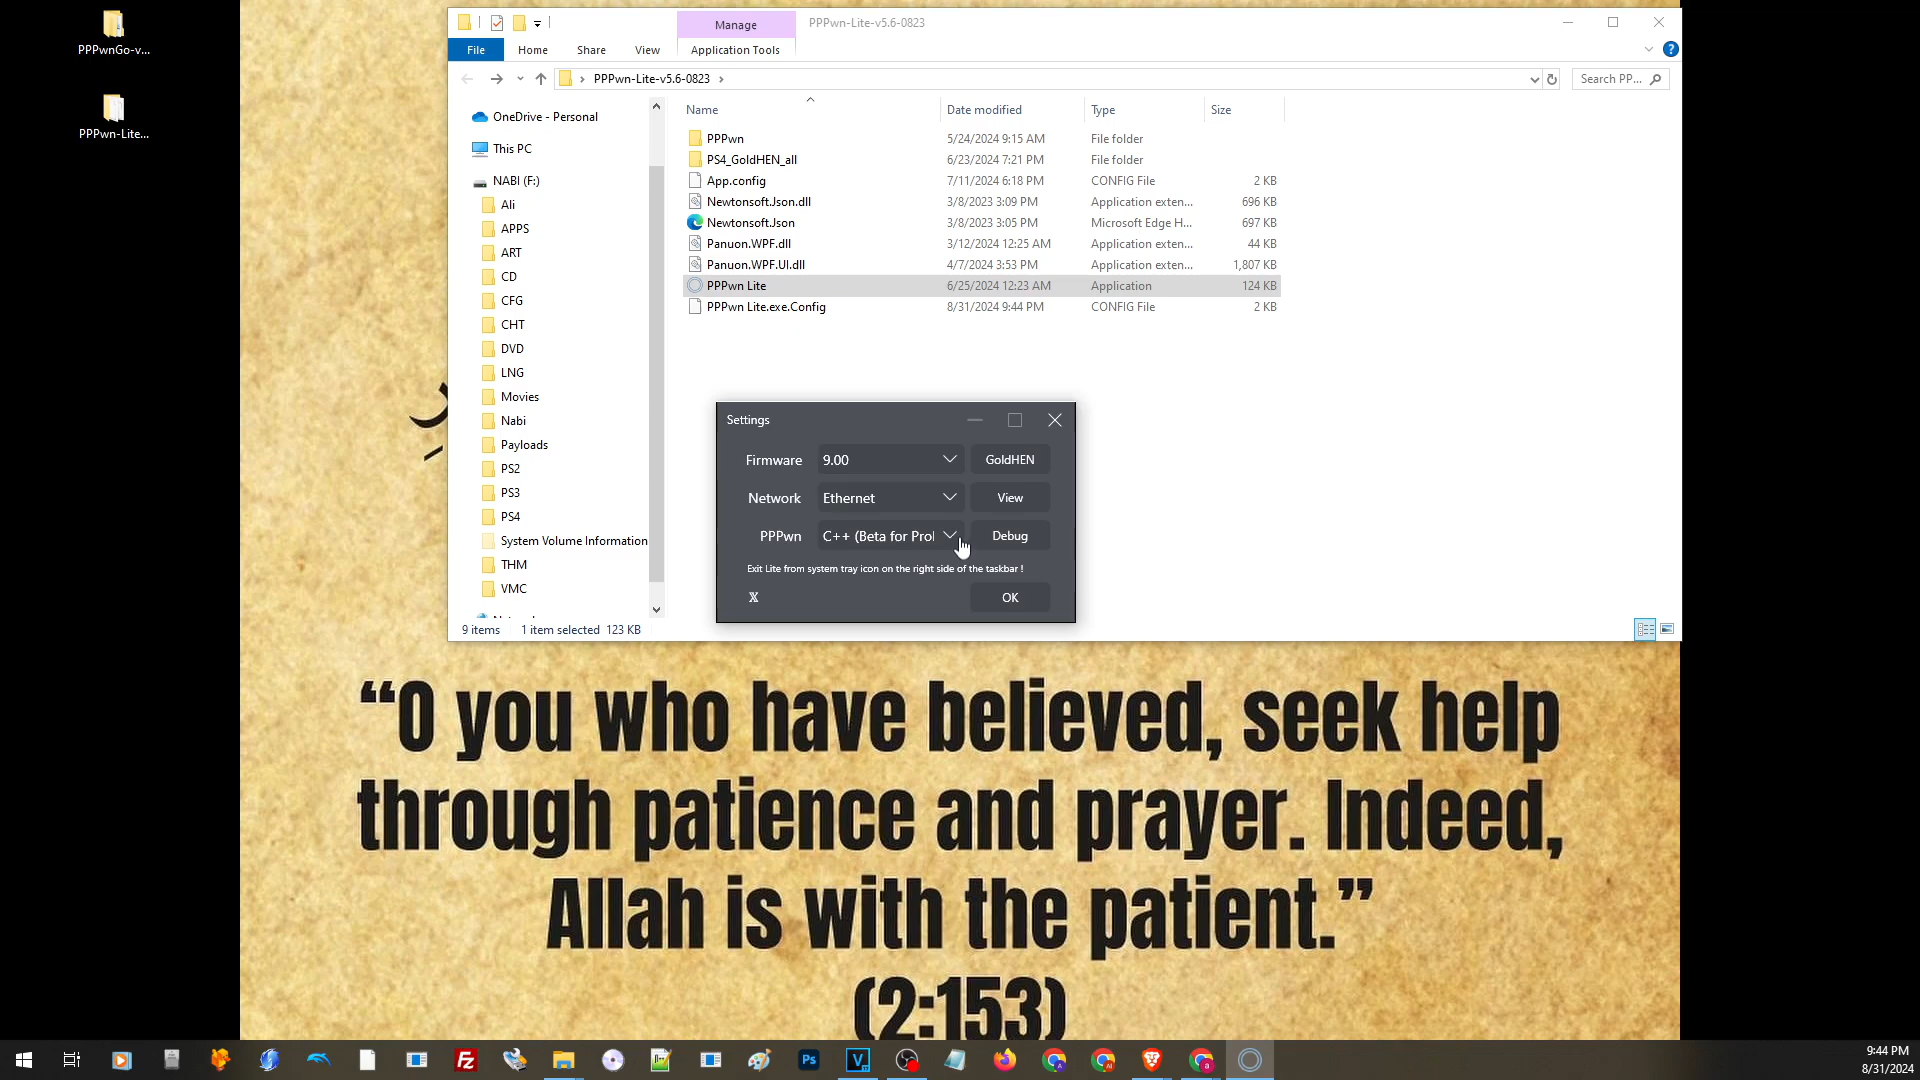 PPPwnGo-v...
PPPwn-Lite...
Manage
PPPwn-Lite-v5.6-0823
File
Home
Share
View
Application Tools
PPPwn-Lite-v5.6-0823
Search PP...
OneDrive - Personal
This PC
NABI (F:)
Ali
APPS
ART
CD
CFG
CHT
DVD
LNG
Movies
Nabi
Payloads
PS2
PS3
PS4
System Volume Information
THM
VMC
Name Date modified Type Size
PPPwn 5/24/2024 9:15 AM File folder
PS4_GoldHEN_all 6/23/2024 7:21 PM File folder
App.config 7/11/2024 6:18 PM CONFIG File 2 KB
Newtonsoft.Json.dll 3/8/2023 3:09 PM Application exten... 696 KB
Newtonsoft.Json 3/8/2023 3:05 PM Microsoft Edge H... 697 KB
Panuon.WPF.dll 3/12/2024 12:25 AM Application exten... 44 KB
Panuon.WPF.UI.dll 4/7/2024 3:53 PM Application exten... 1,807 KB
PPPwn Lite 6/25/2024 12:23 AM Application 124 KB
PPPwn Lite.exe.Config 8/31/2024 9:44 PM CONFIG File 2 KB
Settings
Firmware 9.00 GoldHEN
Network Ethernet View
PPPwn C++ (Beta for Prol Debug
Exit Lite from system tray icon on the right side of the taskbar !
𝕏 OK
9 items 1 item selected 123 KB
“O you who have believed, seek help
through patience and prayer. Indeed,
Allah is with the patient.”
(2:153)
Fz
Ps
V
9:44 PM
8/31/2024